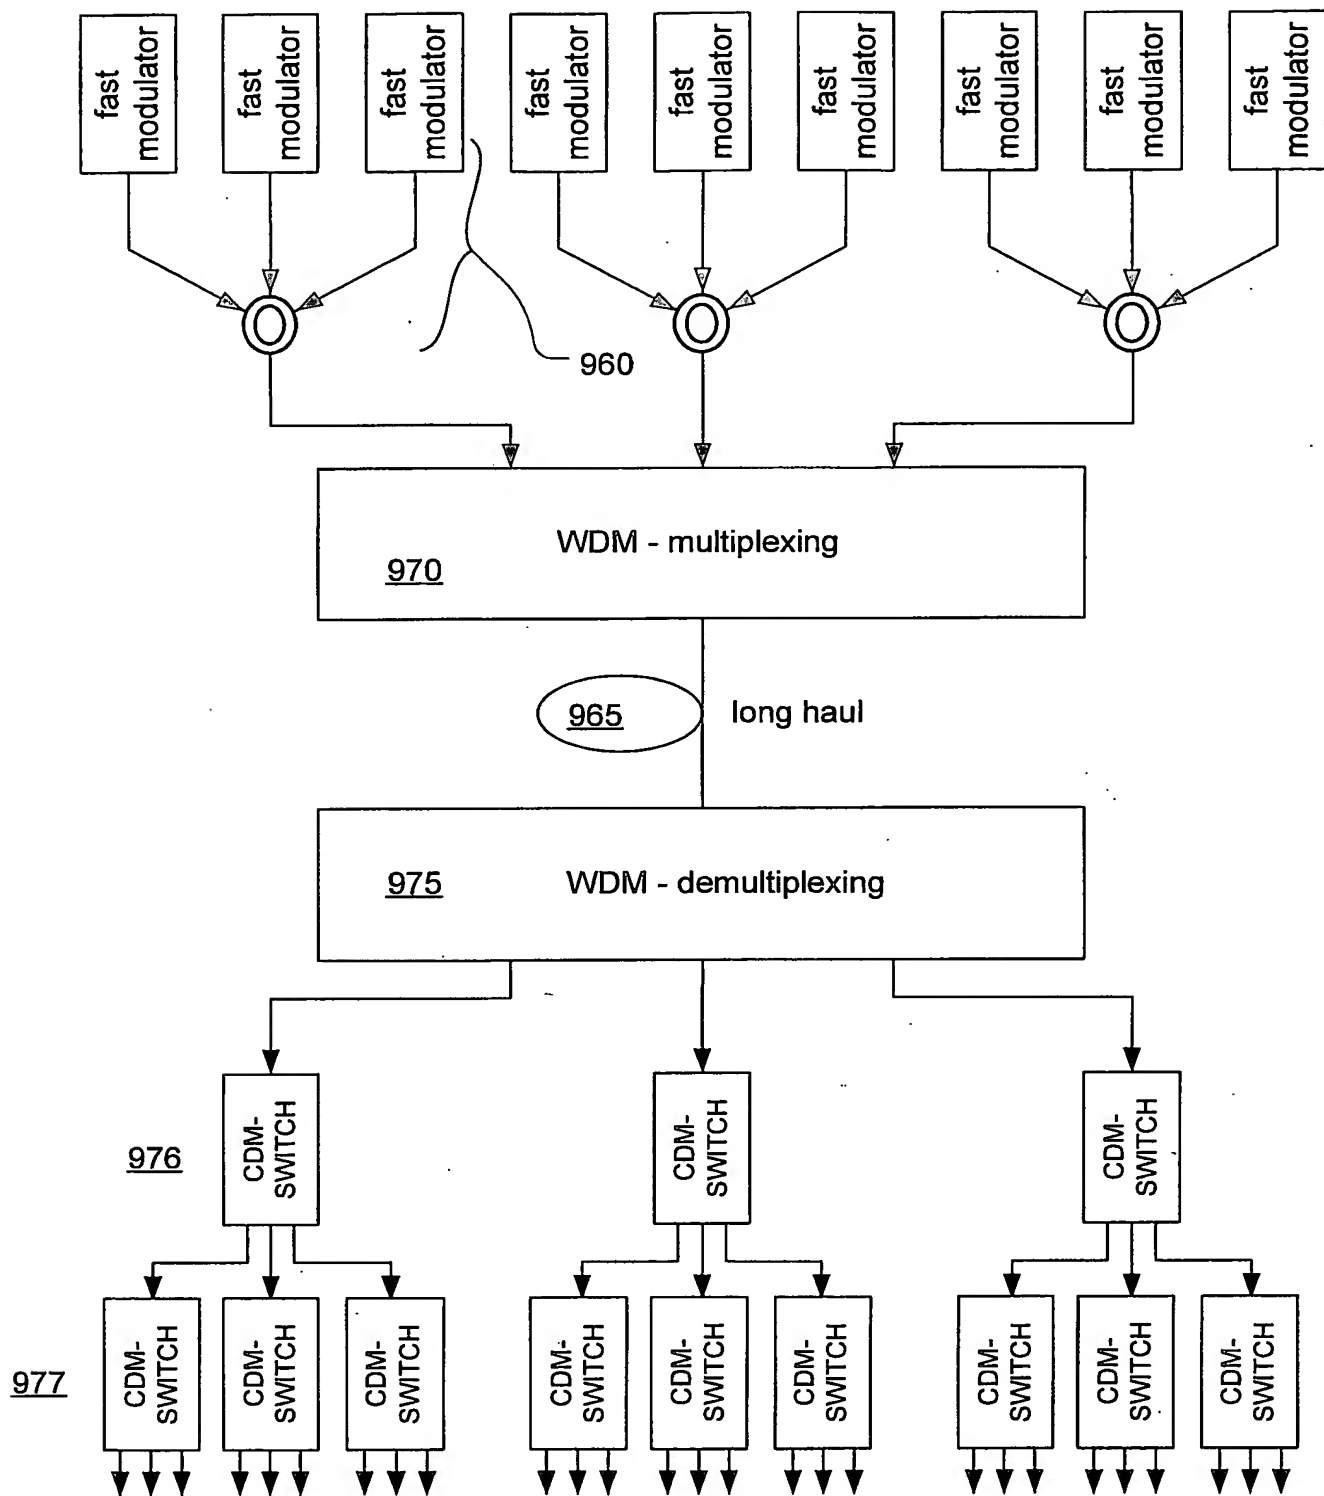 fast
modulator
fast
modulator
fast
modulator
fast
modulator
fast
modulator
fast
modulator
fast
modulator
fast
modulator
fast
modulator
960
WDM - multiplexing
970
965
long haul
975
WDM - demultiplexing
976
CDM-
SWITCH
CDM-
SWITCH
CDM-
SWITCH
977
CDM-
SWITCH
CDM-
SWITCH
CDM-
SWITCH
CDM-
SWITCH
CDM-
SWITCH
CDM-
SWITCH
CDM-
SWITCH
CDM-
SWITCH
CDM-
SWITCH